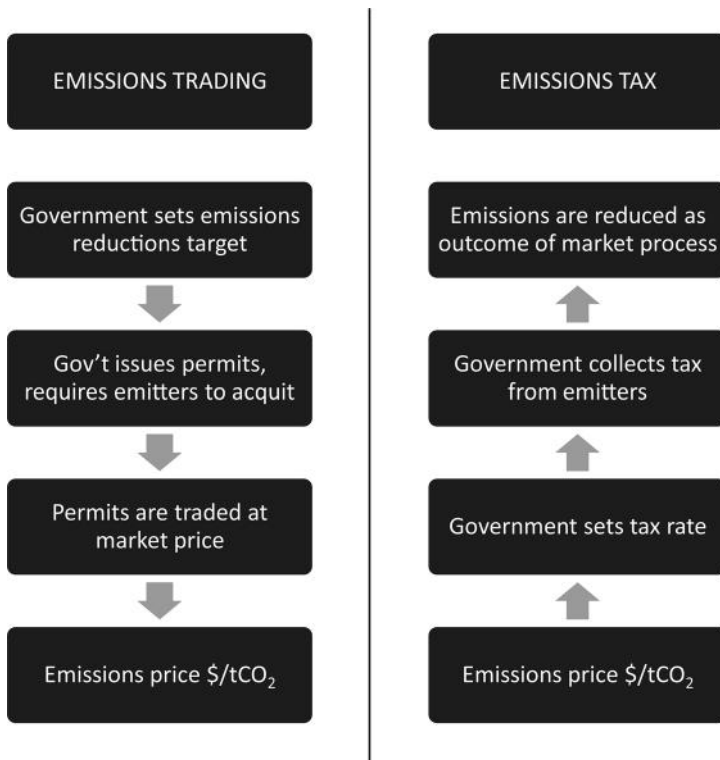 EMISSIONS TRADING
Government sets emissions
reductions target
Gov’t issues permits,
requires emitters to acquit
Permits are traded at
market price
Emissions price $/tCO₂
EMISSIONS TAX
Emissions are reduced as
outcome of market process
Government collects tax
from emitters
Government sets tax rate
Emissions price $/tCO₂